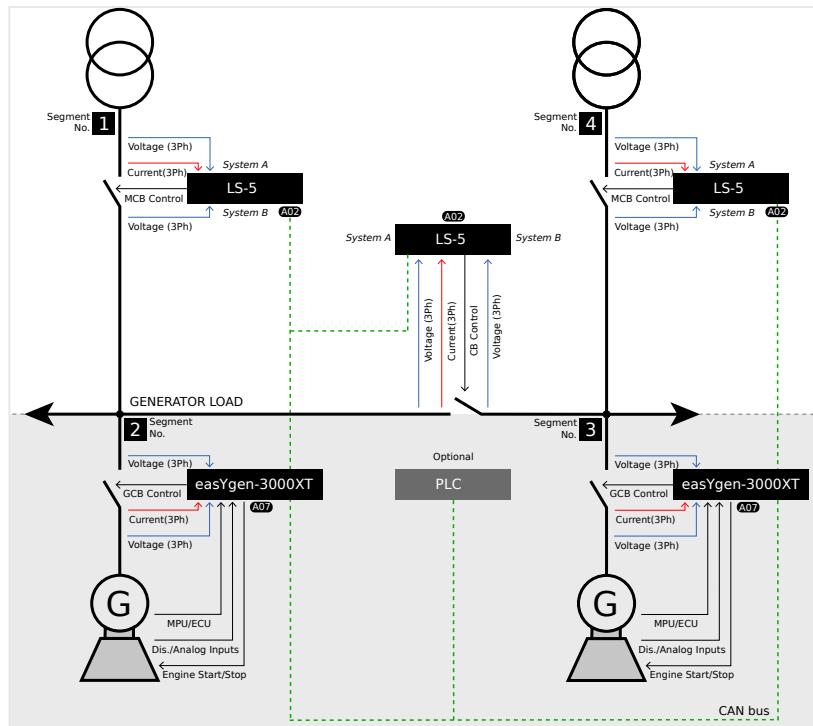 Segment
No.
1
Voltage (3Ph)
System A
Current(3Ph)
LS-5
MCB Control
System B
A02
Voltage (3Ph)
Segment
No.
4
Voltage (3Ph)
System A
Current(3Ph)
LS-5
MCB Control
System B
A02
Voltage (3Ph)
A02
System A
LS-5
System B
Voltage (3Ph)
Current(3Ph)
CB Control
Voltage (3Ph)
GENERATOR LOAD
2
Segment
No.
Segment
No.
3
Voltage (3Ph)
easYgen-3000XT
GCB Control
A07
Current(3Ph)
Voltage (3Ph)
G
MPU/ECU
Dis./Analog Inputs
Engine Start/Stop
Optional
PLC
Voltage (3Ph)
easYgen-3000XT
GCB Control
A07
Current(3Ph)
Voltage (3Ph)
G
MPU/ECU
Dis./Analog Inputs
Engine Start/Stop
CAN bus